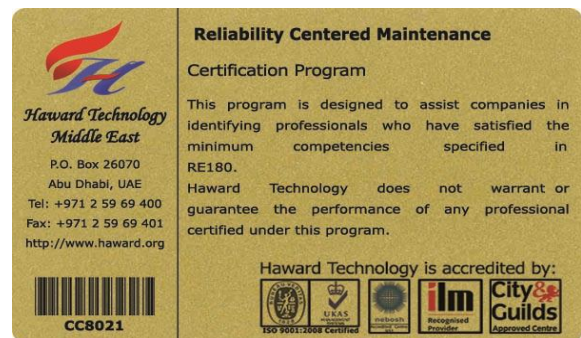 Haward Technology
Middle East
P.O. Box 26070
Abu Dhabi, UAE
Tel: +971 2 59 69 400
Fax: +971 2 59 69 401
http://www.haward.org
CC8021
Reliability Centered Maintenance
Certification Program
This program is designed to assist companies in
identifying professionals who have satisfied the
minimum competencies specified in
RE180.
Haward Technology does not warrant or
guarantee the performance of any professional
certified under this program.
Haward Technology is accredited by:
BUREAU VERITAS
UKAS
MANAGEMENT
SYSTEMS
ISO 9001:2008 Certified
nebosh
ilm
Recognised
Provider
City&
Guilds
Approved Centre